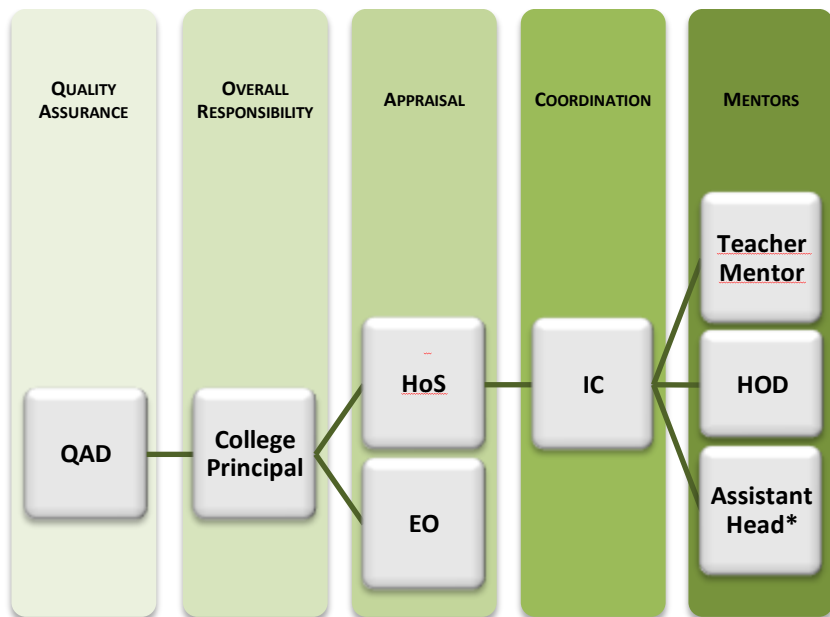 QUALITY
ASSURANCE
OVERALL
RESPONSIBILITY
APPRAISAL
COORDINATION
MENTORS
QAD
College
Principal
HoS
EO
IC
Teacher
Mentor
HOD
Assistant
Head*